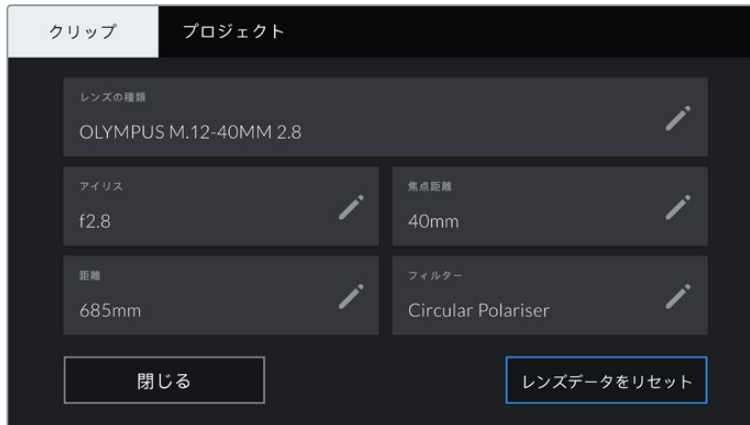 クリップ プロジェクト
レンズの種類
OLYMPUS M.12-40MM 2.8
アイリス 焦点距離
f2.8 40mm
距離 フィルター
685mm Circular Polariser
閉じる レンズデータをリセット